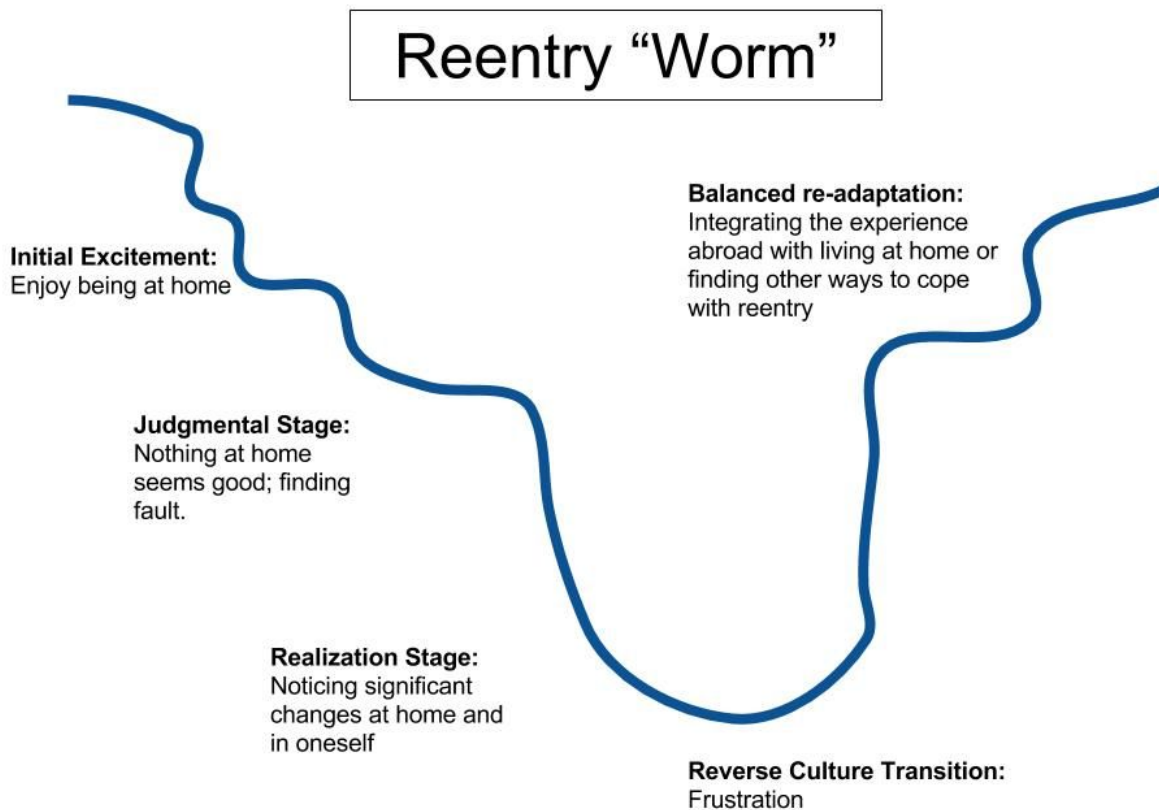 Reentry “Worm”
Initial Excitement:
Enjoy being at home
Judgmental Stage:
Nothing at home
seems good; finding
fault.
Realization Stage:
Noticing significant
changes at home and
in oneself
Reverse Culture Transition:
Frustration
Balanced re-adaptation:
Integrating the experience
abroad with living at home or
finding other ways to cope
with reentry